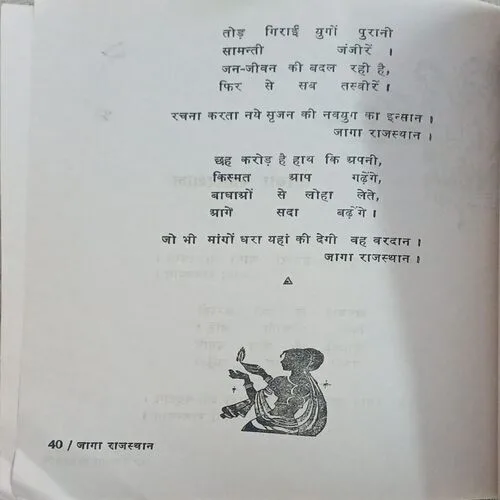 तोड़ गिराई युगों पुरानी
सामन्ती जंजीरें ।
जन-जीवन की बदल रही है,
फिर से सब तस्वीरें ।
रचना करता नये सृजन की नवयुग का इन्सान ।
जागा राजस्थान ।
छह करोड़ है हाथ कि अपनी,
किस्मत आप गढ़ेंगे,
बाधाओं से लोहा लेते,
आगें सदा बढ़ेंगे ।
जो भी मांगों धरा यहां की देगी वह वरदान ।
जागा राजस्थान ।
40 / जागा राजस्थान